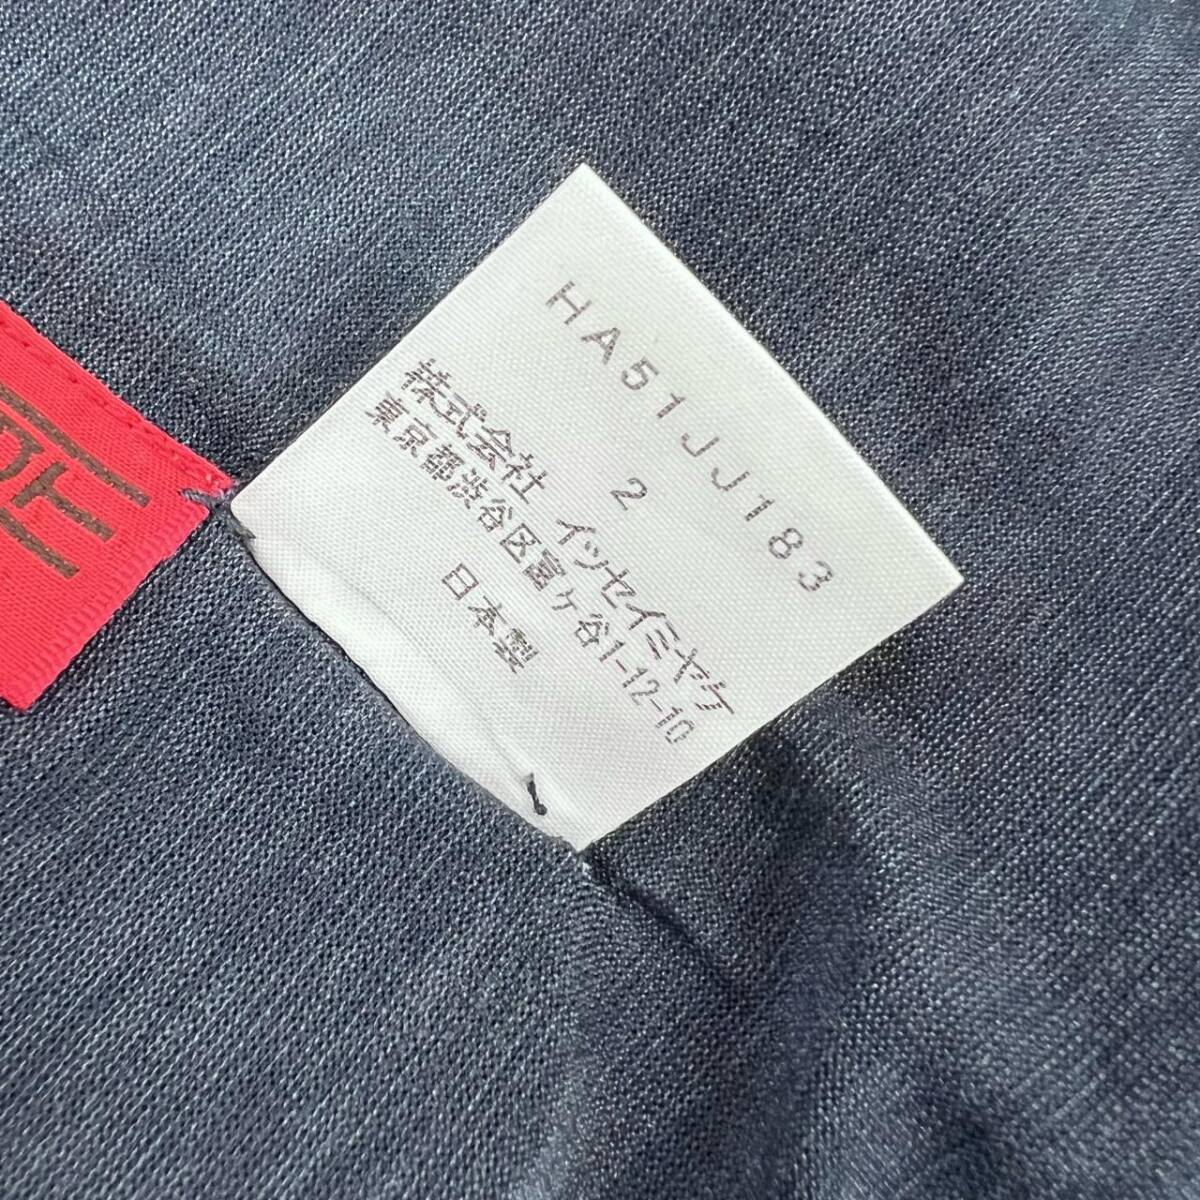 HA51JJ183
2
株式会社 イッセイミヤケ
東京都渋谷区富ヶ谷1-12-10
日本製